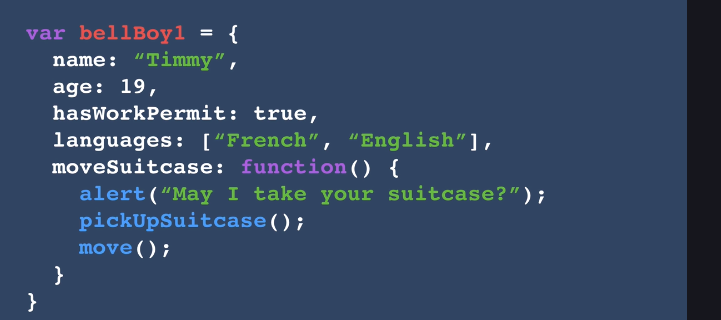 var bellBoy1 = {
  name: “Timmy”,
  age: 19,
  hasWorkPermit: true,
  languages: [“French”, “English”],
  moveSuitcase: function() {
    alert(“May I take your suitcase?”);
    pickUpSuitcase();
    move();
  }
}